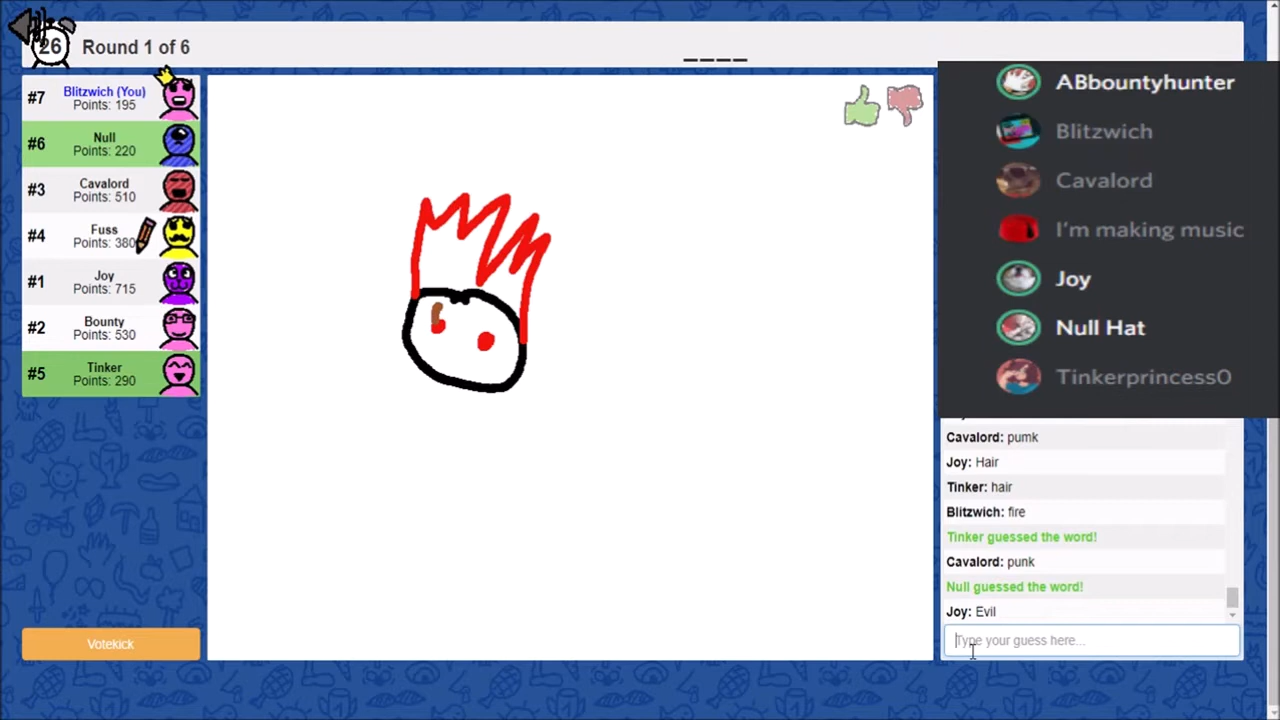 26
Round 1 of 6
_ _ _ _
#7
Blitzwich (You)
Points: 195
#6
Null
Points: 220
#3
Cavalord
Points: 510
#4
Fuss
Points: 380
#1
Joy
Points: 715
#2
Bounty
Points: 530
#5
Tinker
Points: 290
Votekick
ABbountyhunter
Blitzwich
Cavalord
I'm making music
Joy
Null Hat
Tinkerprincess0
Cavalord: pumk
Joy: Hair
Tinker: hair
Blitzwich: fire
Tinker guessed the word!
Cavalord: punk
Null guessed the word!
Joy: Evil
Type your guess here...